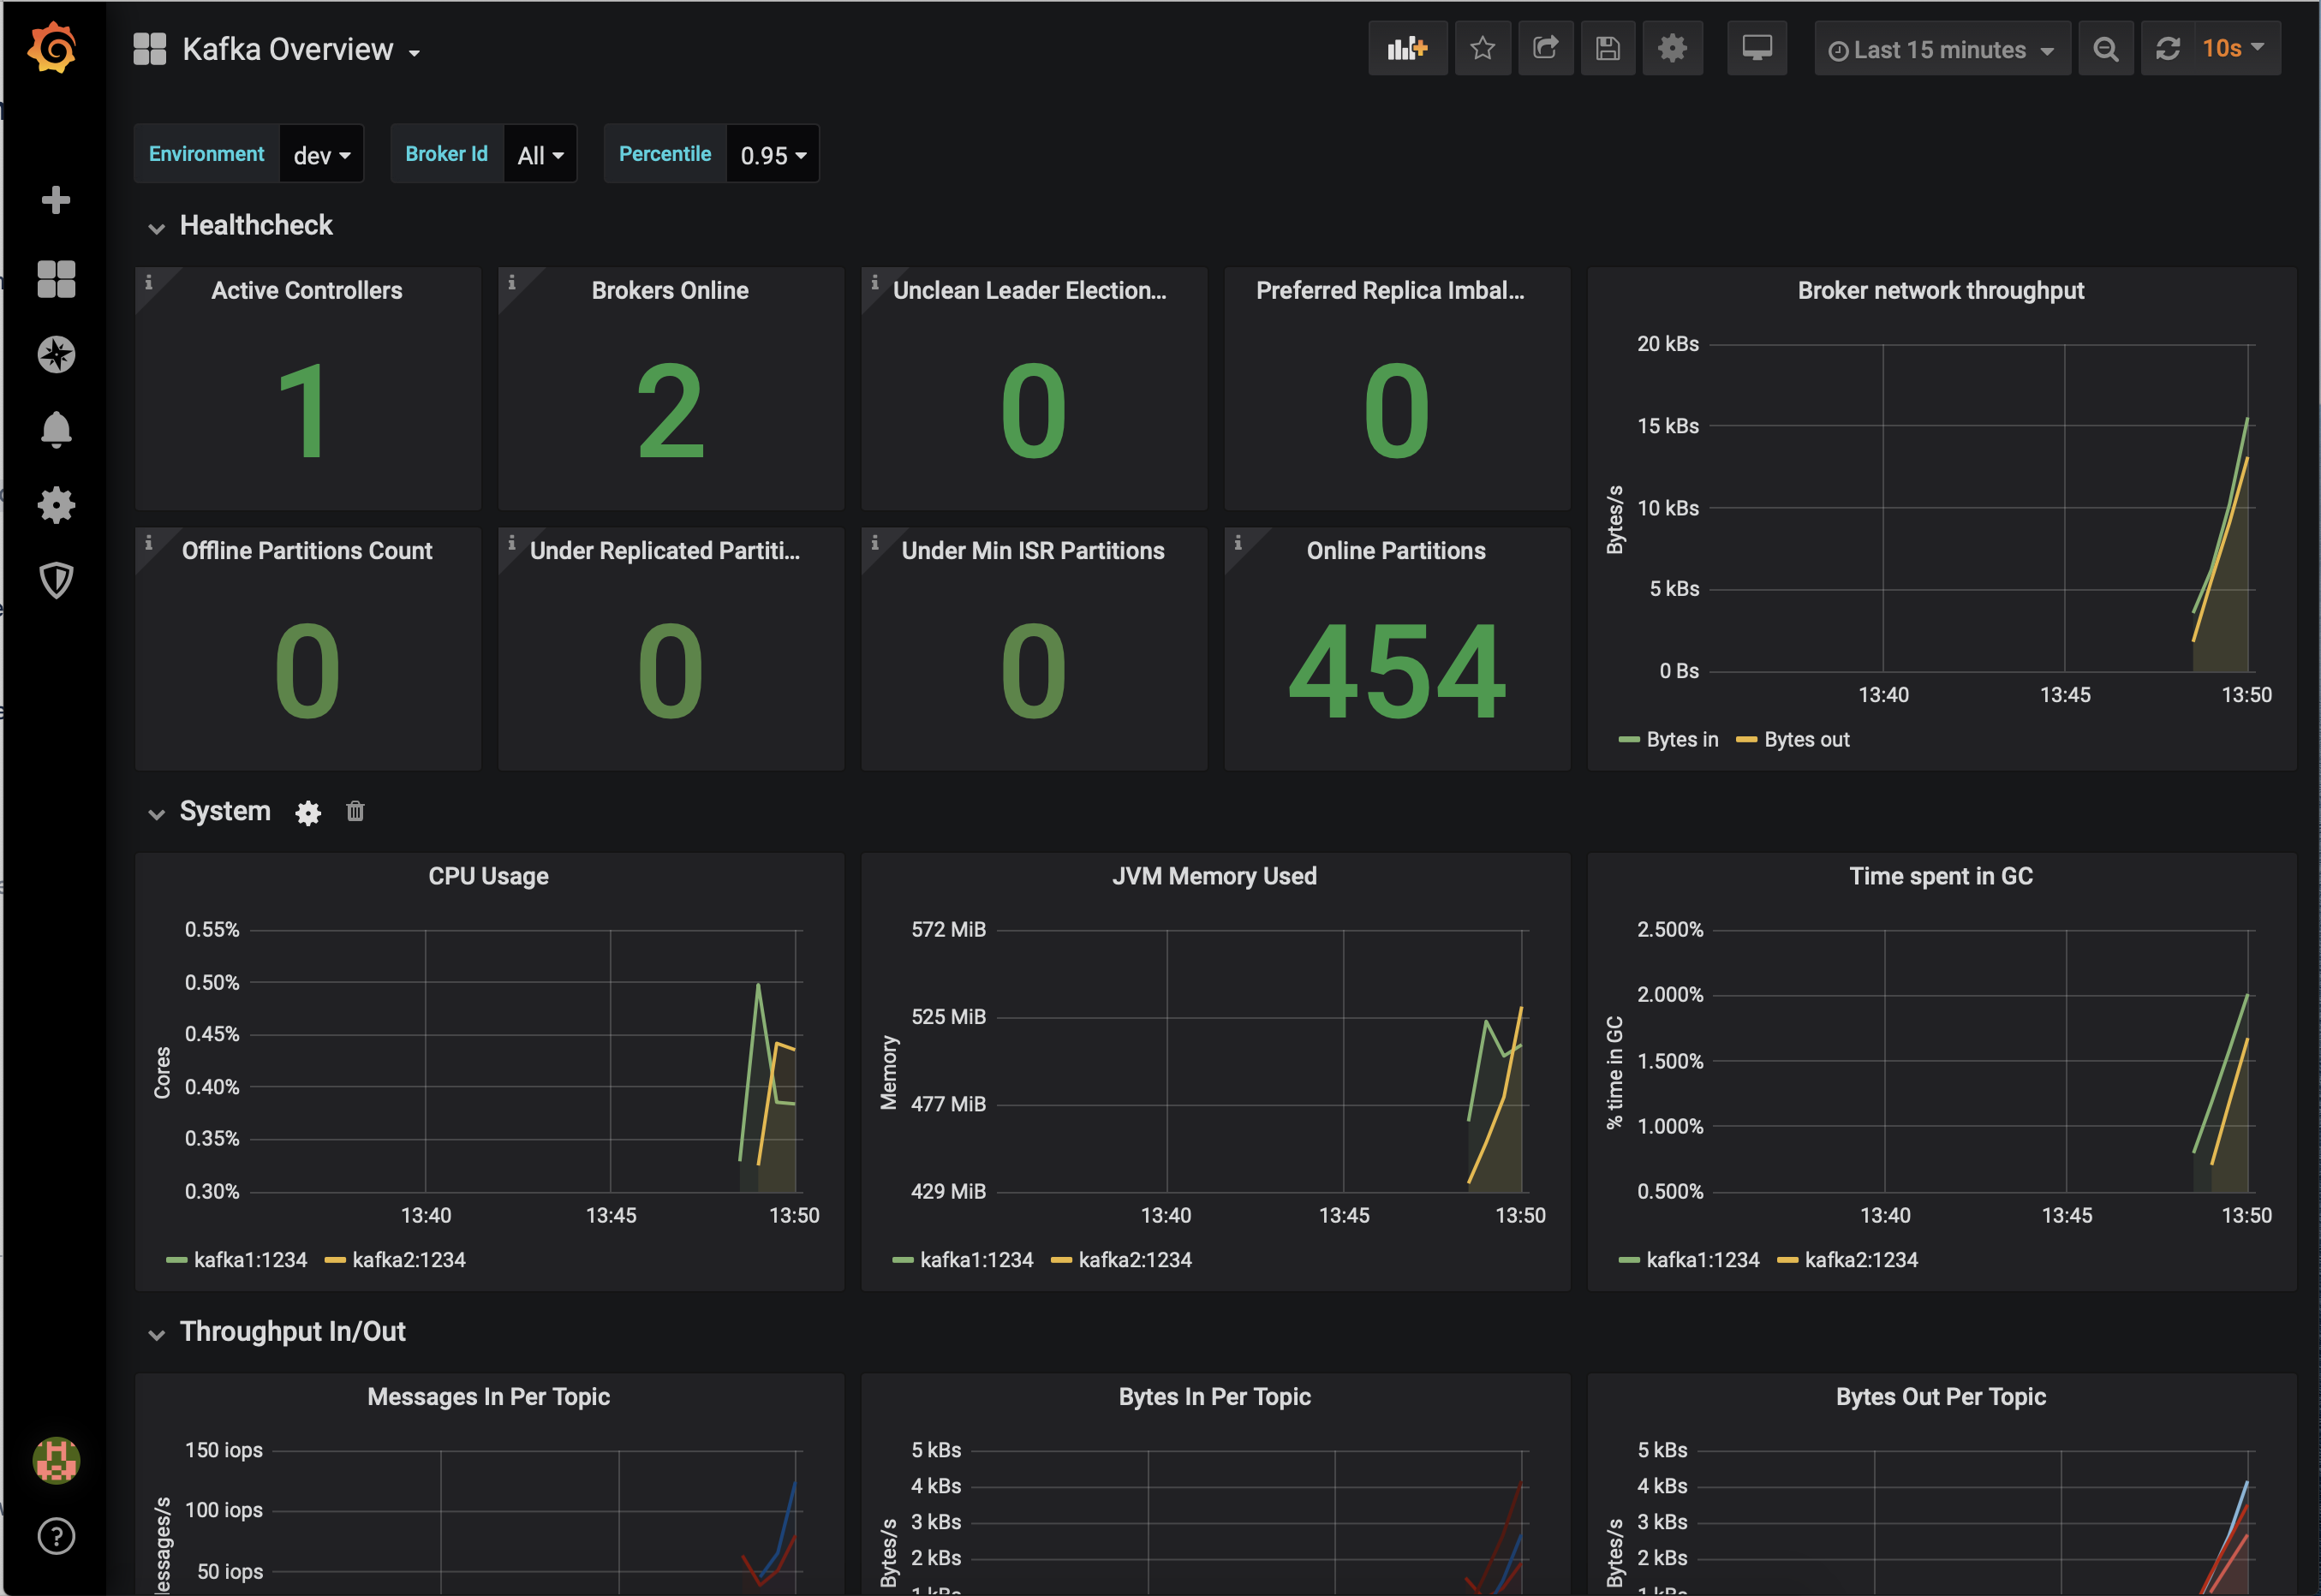 Kafka Overview
Last 15 minutes
10s
Environment dev
Broker Id All
Percentile 0.95
Healthcheck
Active Controllers
1
Brokers Online
2
Unclean Leader Election...
0
Preferred Replica Imbal...
0
Offline Partitions Count
0
Under Replicated Partiti...
0
Under Min ISR Partitions
0
Online Partitions
454
Broker network throughput
Bytes/s
20 kBs
15 kBs
10 kBs
5 kBs
0 Bs
13:40 13:45 13:50
Bytes in Bytes out
System
CPU Usage
Cores
0.55%
0.50%
0.45%
0.40%
0.35%
0.30%
13:40 13:45 13:50
kafka1:1234 kafka2:1234
JVM Memory Used
Memory
572 MiB
525 MiB
477 MiB
429 MiB
13:40 13:45 13:50
kafka1:1234 kafka2:1234
Time spent in GC
% time in GC
2.500%
2.000%
1.500%
1.000%
0.500%
13:40 13:45 13:50
kafka1:1234 kafka2:1234
Throughput In/Out
Messages In Per Topic
150 iops
100 iops
50 iops
Bytes In Per Topic
Bytes/s
5 kBs
4 kBs
3 kBs
2 kBs
1 kBs
Bytes Out Per Topic
Bytes/s
5 kBs
4 kBs
3 kBs
2 kBs
1 kBs